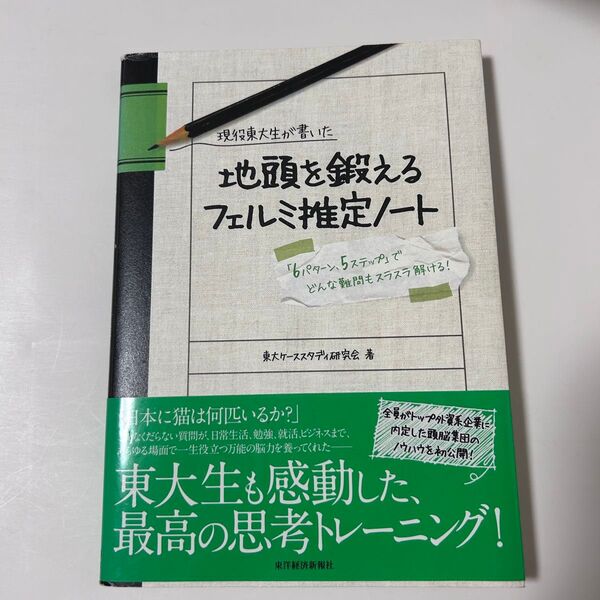 現役東大生が書いた
地頭を鍛える
フェルミ推定ノート
「6パターン、5ステップ」で
どんな難問もスラスラ解ける!
東大ケーススタディ研究会 著
日本に猫は何匹いるか?」
なくだらない質問が、日常生活、勉強、就活、ビジネスまで、
ゆる場面で一生役立つ万能の脳力を養ってくれた──
全員がトップ外資系企業に
内定した頭脳集団の
ノウハウを初公開!
東大生も感動した、
最高の思考トレーニング!
東洋経済新報社